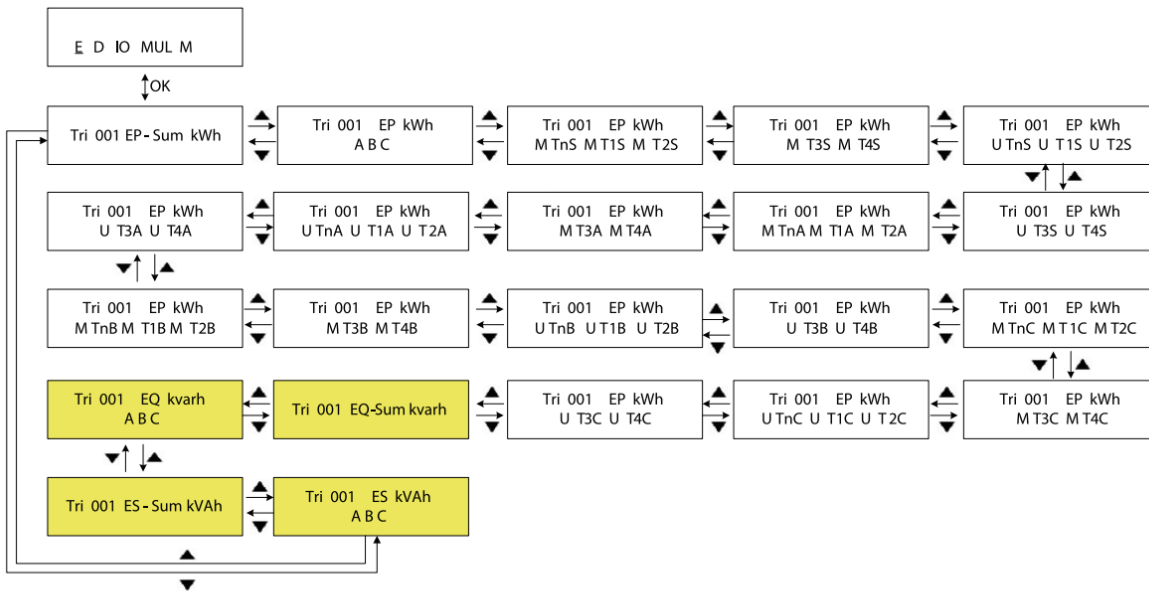 E D IO MUL M
OK
Tri 001 EP - Sum kWh
Tri 001 EP kWh
A B C
Tri 001 EP kWh
M TnS M T1S M T2S
Tri 001 EP kWh
M T3S M T4S
Tri 001 EP kWh
U TnS U T1S U T2S
Tri 001 EP kWh
U T3A U T4A
Tri 001 EP kWh
U TnA U T1A U T2A
Tri 001 EP kWh
M T3A M T4A
Tri 001 EP kWh
M TnA M T1A M T2A
Tri 001 EP kWh
U T3S U T4S
Tri 001 EP kWh
M TnB M T1B M T2B
Tri 001 EP kWh
M T3B M T4B
Tri 001 EP kWh
U TnB U T1B U T2B
Tri 001 EP kWh
U T3B U T4B
Tri 001 EP kWh
M TnC M T1C M T2C
Tri 001 EQ kvarh
A B C
Tri 001 EQ-Sum kvarh
Tri 001 EP kWh
U T3C U T4C
Tri 001 EP kWh
U TnC U T1C U T2C
Tri 001 EP kWh
M T3C M T4C
Tri 001 ES - Sum kVAh
Tri 001 ES kVAh
A B C